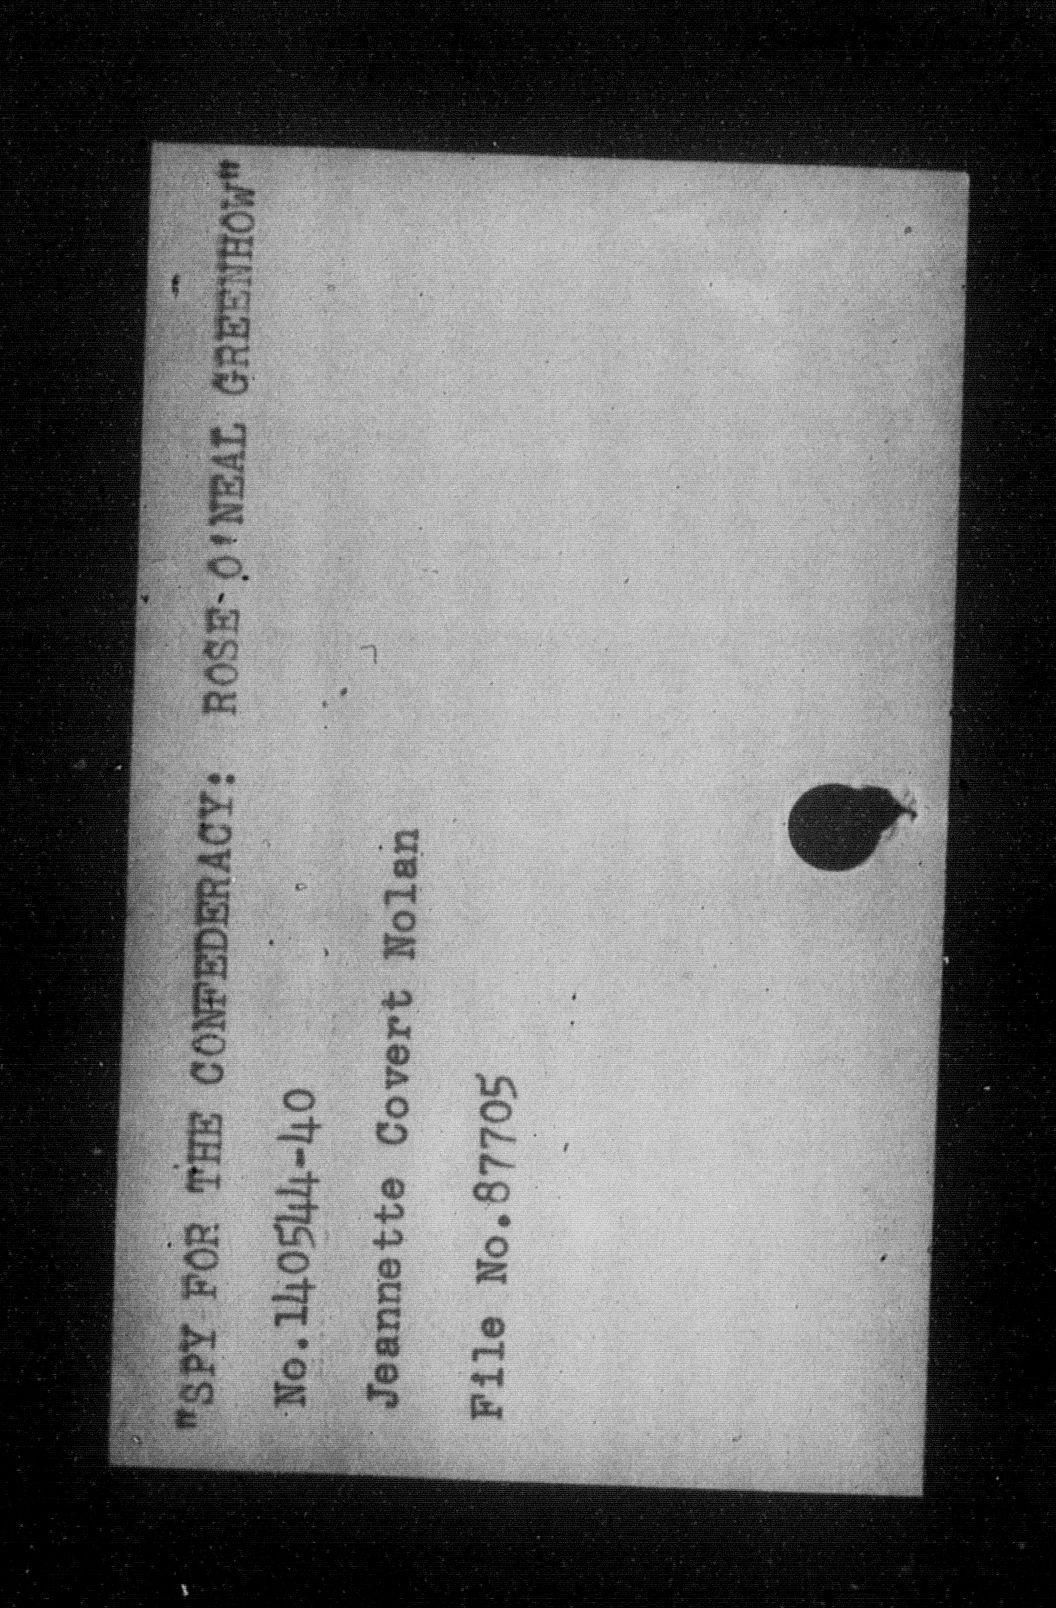 "SPY FOR THE CONFEDERACY: ROSE O'NEAL GREENHOW"
No.140544-40
Jeannette Covert Nolan
File No.87705